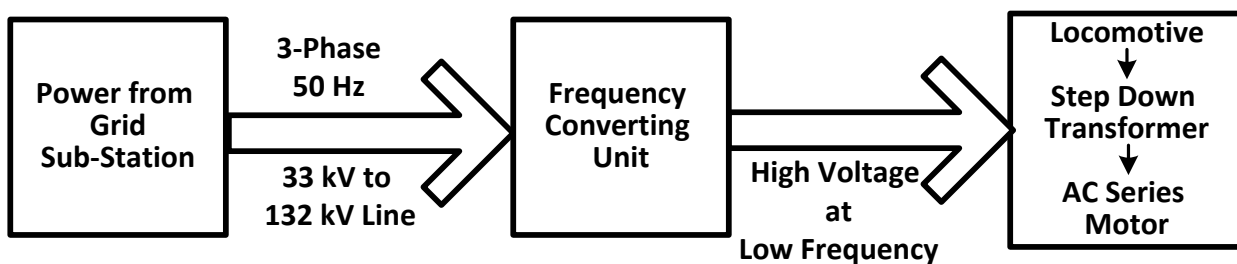 Power from
Grid
Sub-Station
3-Phase
50 Hz
33 kV to
132 kV Line
Frequency
Converting
Unit
High Voltage
at
Low Frequency
Locomotive
Step Down
Transformer
AC Series
Motor